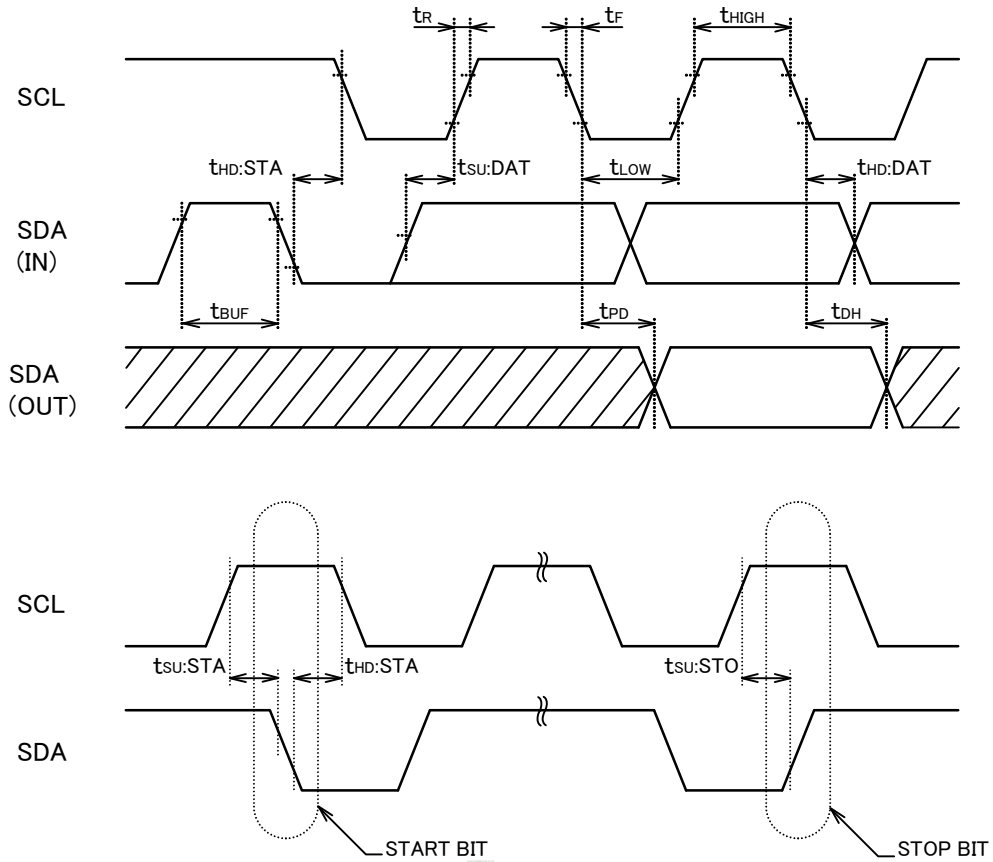 tR
tF
tHIGH
SCL
tHD:STA
tSU:DAT
tLOW
tHD:DAT
SDA
(IN)
tBUF
tPD
tDH
SDA
(OUT)
SCL
tSU:STA
tHD:STA
tSU:STO
SDA
START BIT
STOP BIT